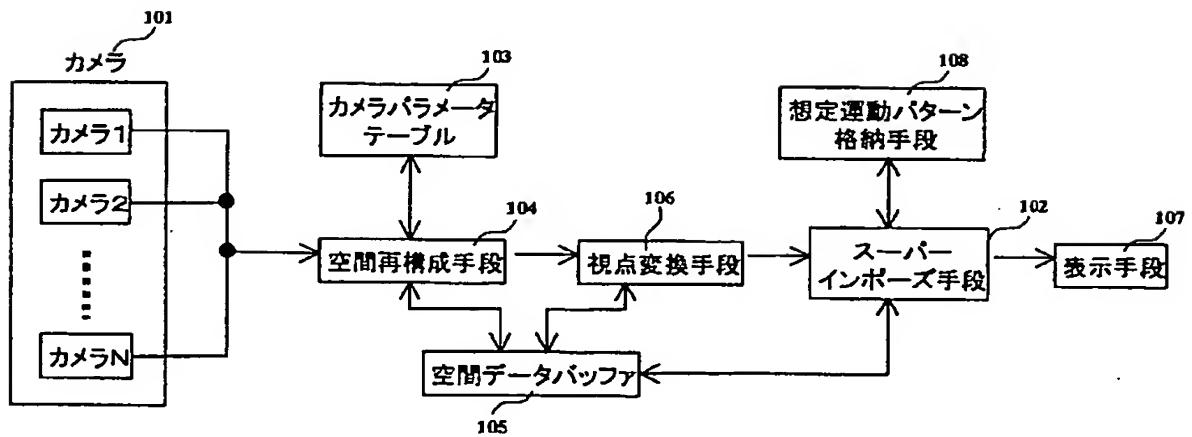 101
カメラ
カメラ1
カメラ2
カメラN
103
カメラパラメータ
テーブル
104
空間再構成手段
106
視点変換手段
空間データバッファ
105
108
想定運動パターン
格納手段
102
スーパー
インポーズ手段
107
表示手段